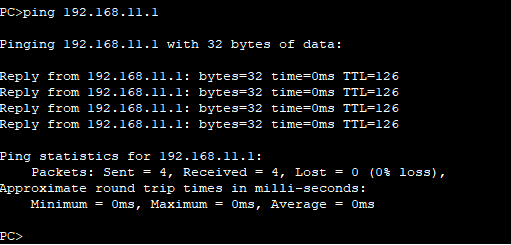 PC>ping 192.168.11.1
Pinging 192.168.11.1 with 32 bytes of data:
Reply from 192.168.11.1: bytes=32 time=0ms TTL=126
Reply from 192.168.11.1: bytes=32 time=0ms TTL=126
Reply from 192.168.11.1: bytes=32 time=0ms TTL=126
Reply from 192.168.11.1: bytes=32 time=0ms TTL=126
Ping statistics for 192.168.11.1:
    Packets: Sent = 4, Received = 4, Lost = 0 (0% loss),
Approximate round trip times in milli-seconds:
    Minimum = 0ms, Maximum = 0ms, Average = 0ms
PC>